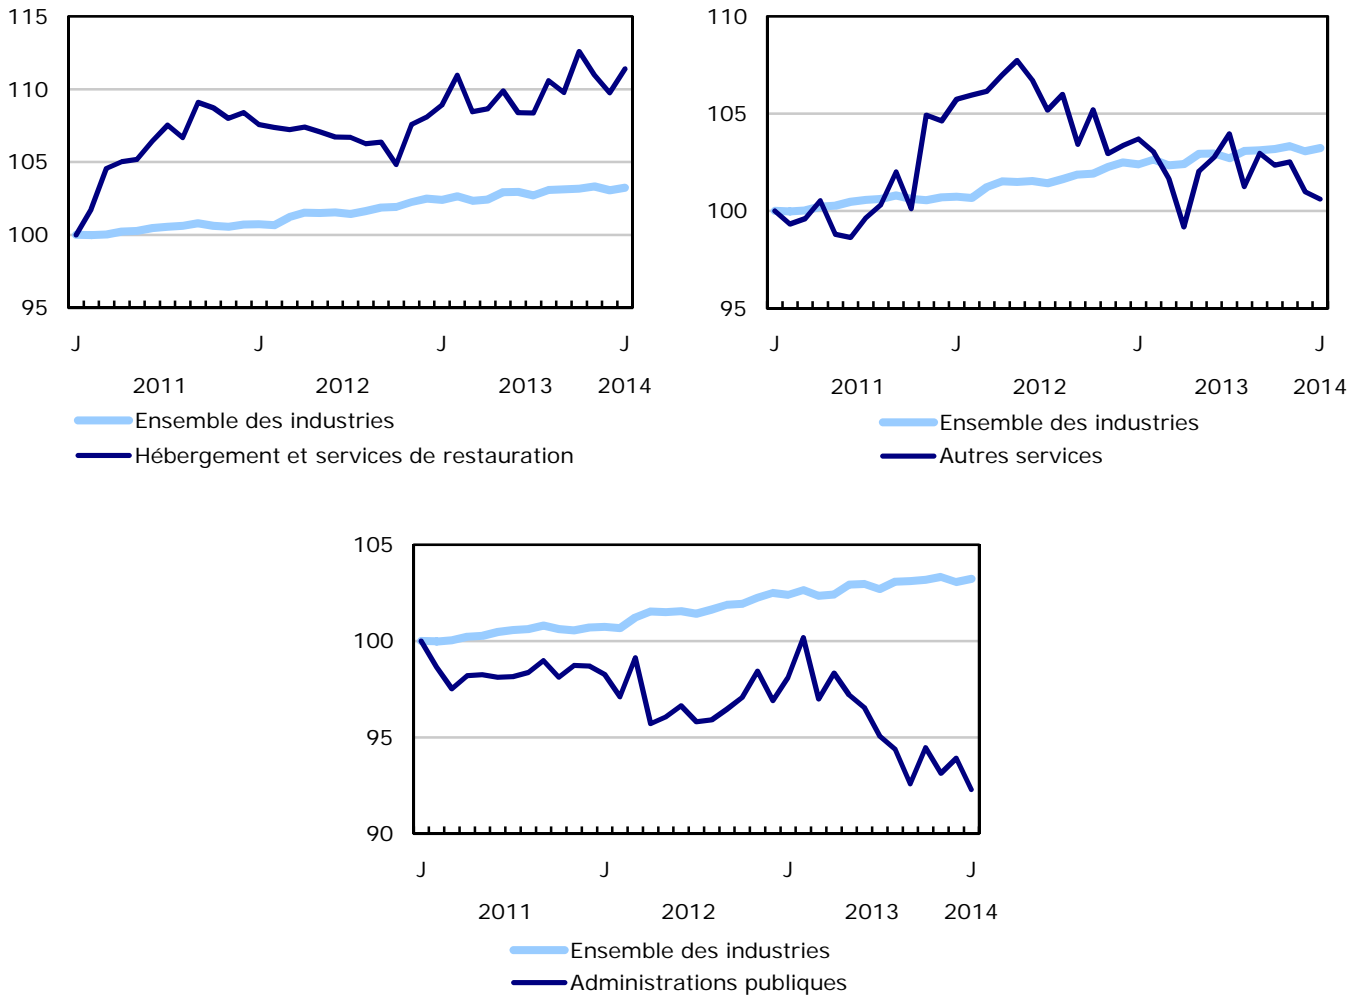 115
110
105
100
95
J J J J
2011 2012 2013 2014
Ensemble des industries
Hébergement et services de restauration
110
105
100
95
J J J J
2011 2012 2013 2014
Ensemble des industries
Autres services
105
100
95
90
J J J J
2011 2012 2013 2014
Ensemble des industries
Administrations publiques